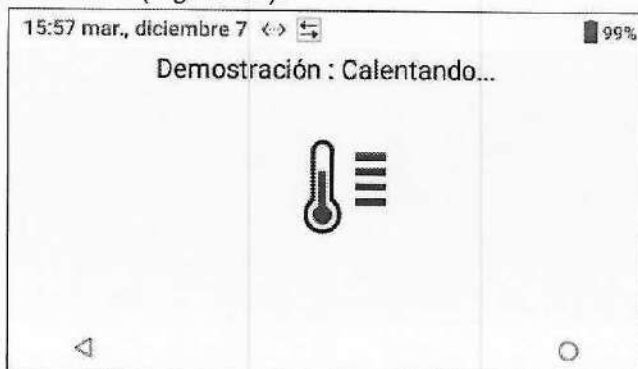 15:57 mar., diciembre 7 99%
Demostración : Calentando...